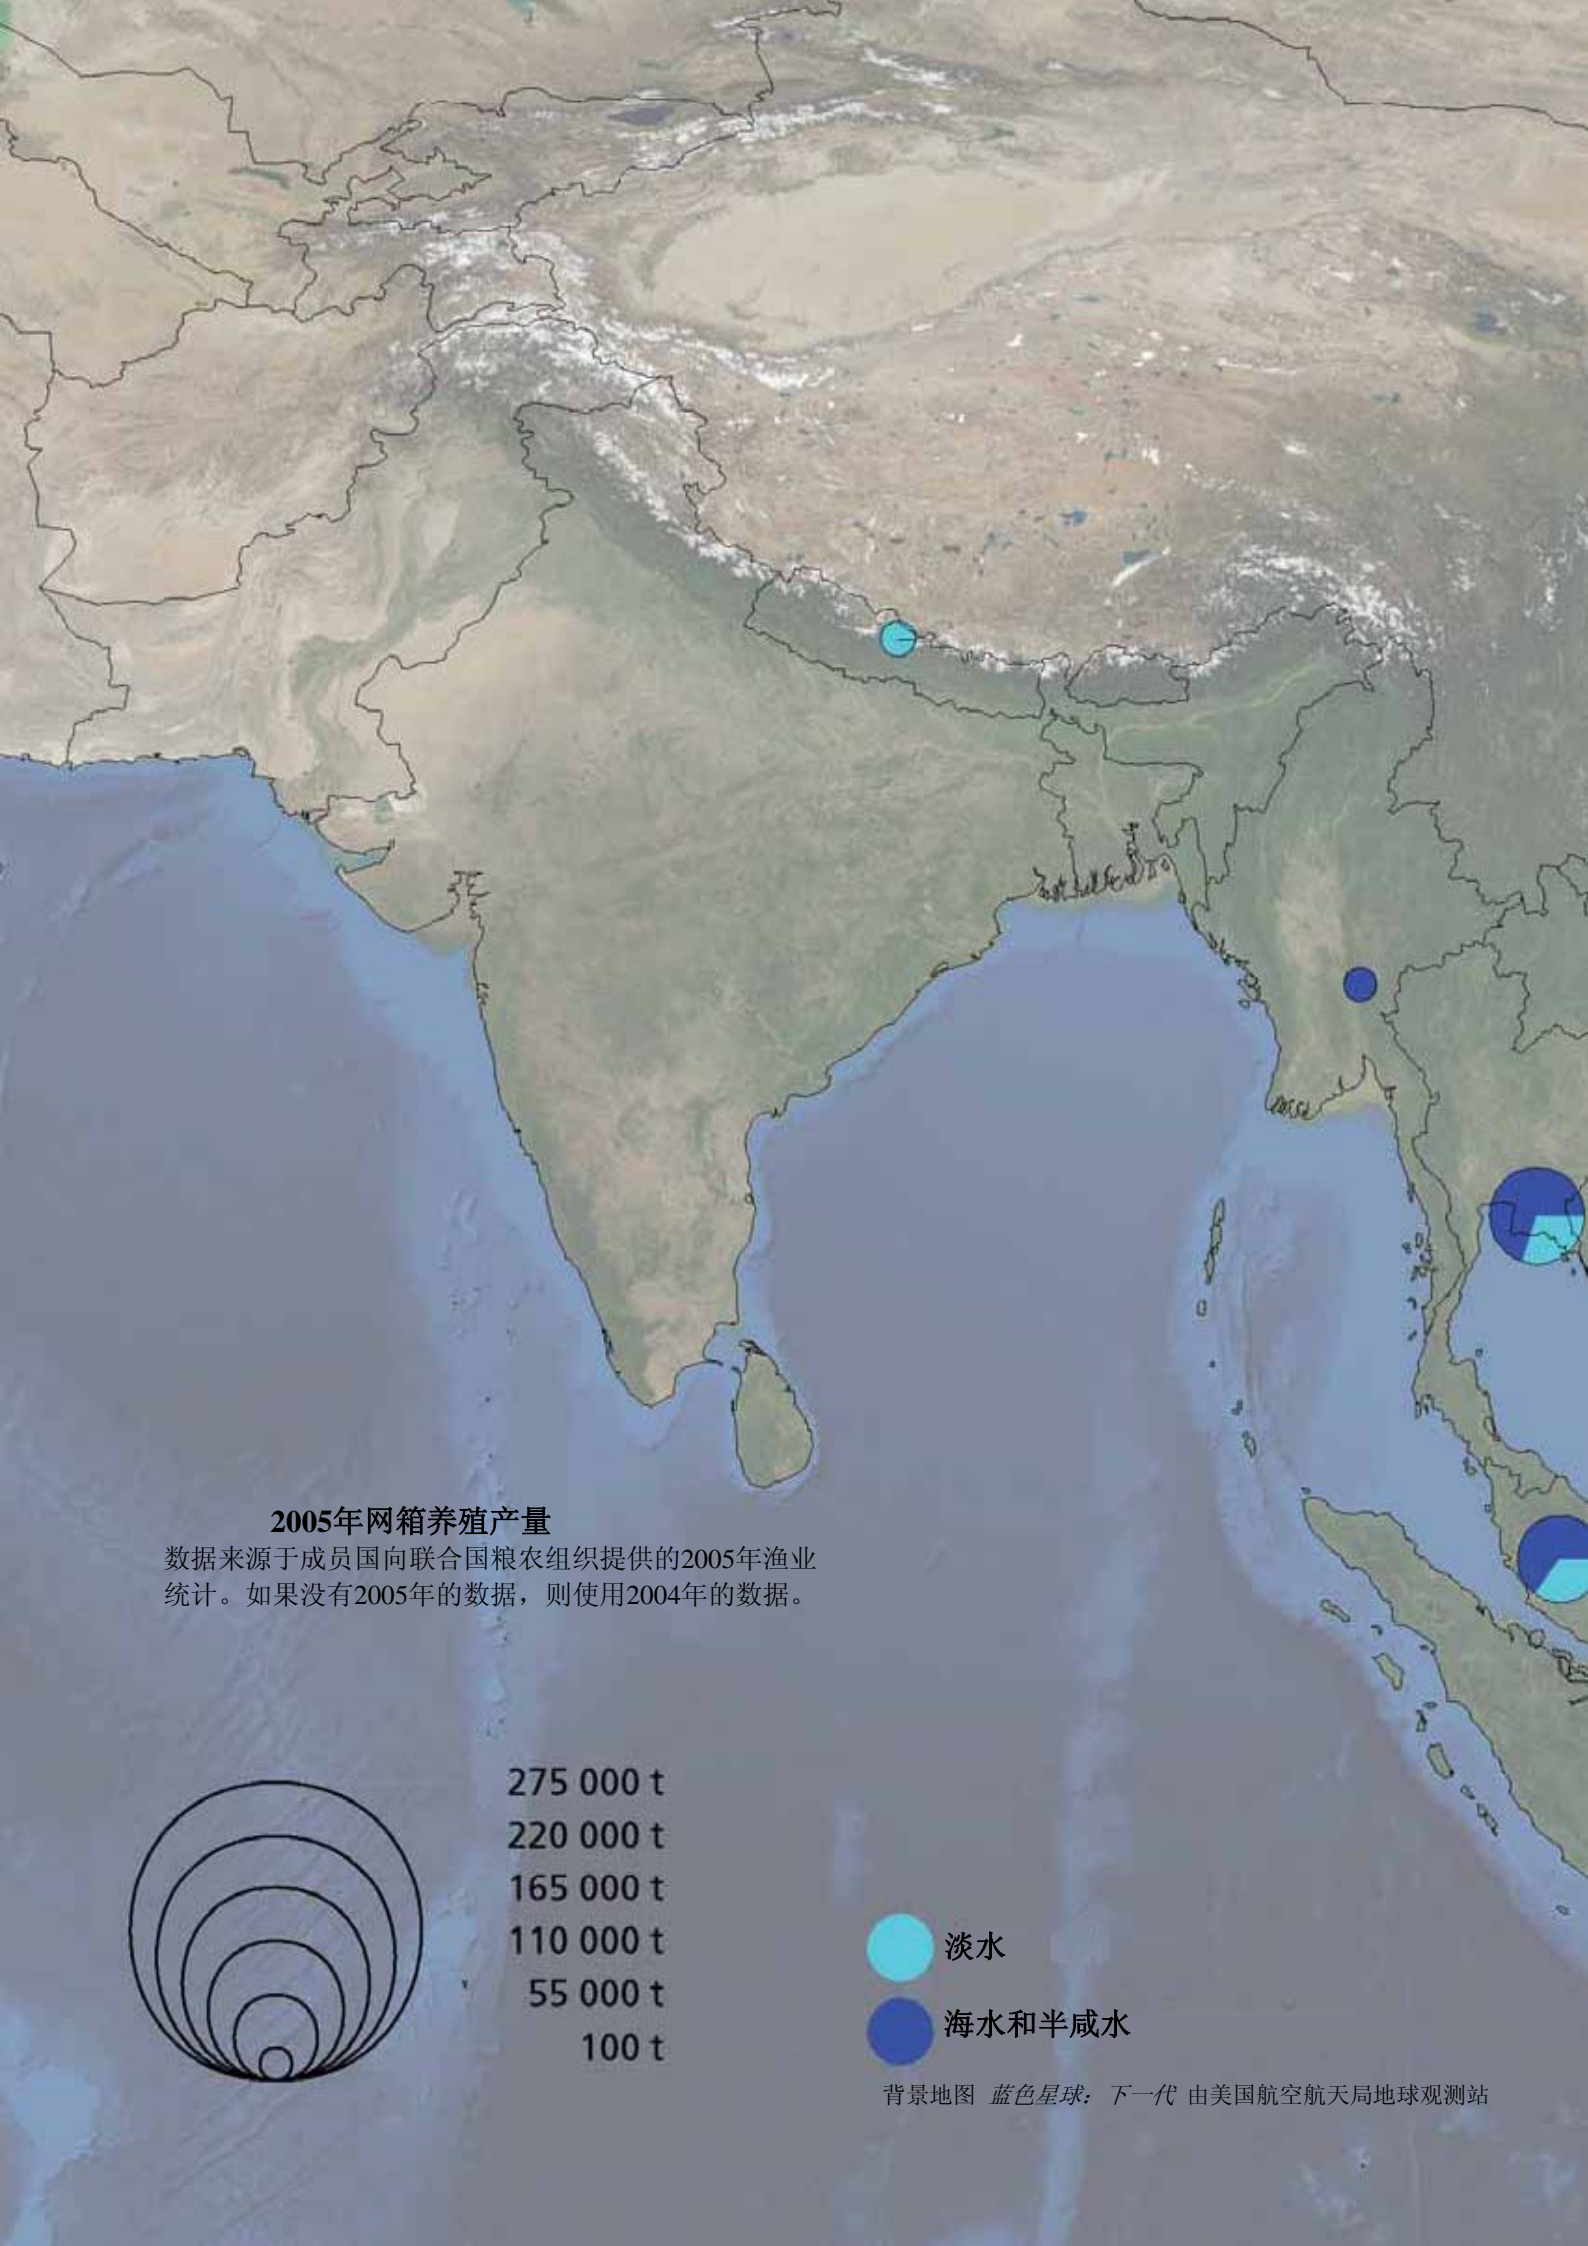 2005年网箱养殖产量
数据来源于成员国向联合国粮农组织提供的2005年渔业
统计。如果没有2005年的数据，则使用2004年的数据。
275 000 t
220 000 t
165 000 t
110 000 t
55 000 t
100 t
淡水
海水和半咸水
背景地图 蓝色星球：下一代 由美国航空航天局地球观测站